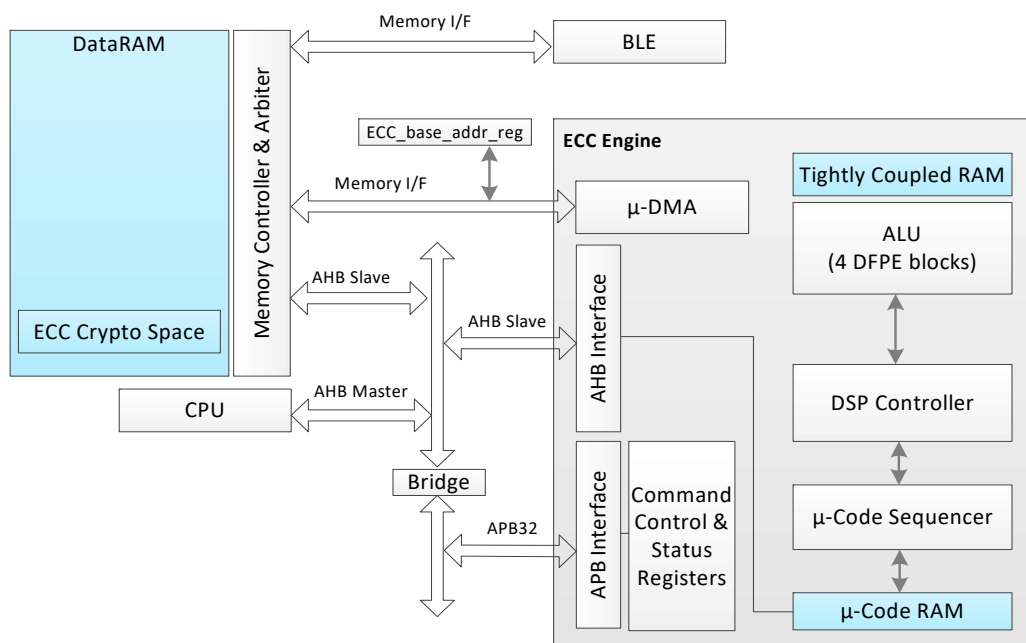 Memory I/F
DataRAM
BLE
Memory Controller & Arbiter
ECC_base_addr_reg
ECC Engine
Tightly Coupled RAM
Memory I/F
μ-DMA
ALU
(4 DFPE blocks)
AHB Slave
AHB Slave
AHB Interface
ECC Crypto Space
AHB Master
CPU
DSP Controller
Bridge
APB32
APB Interface
Command
Control &
Status
Registers
μ-Code Sequencer
μ-Code RAM